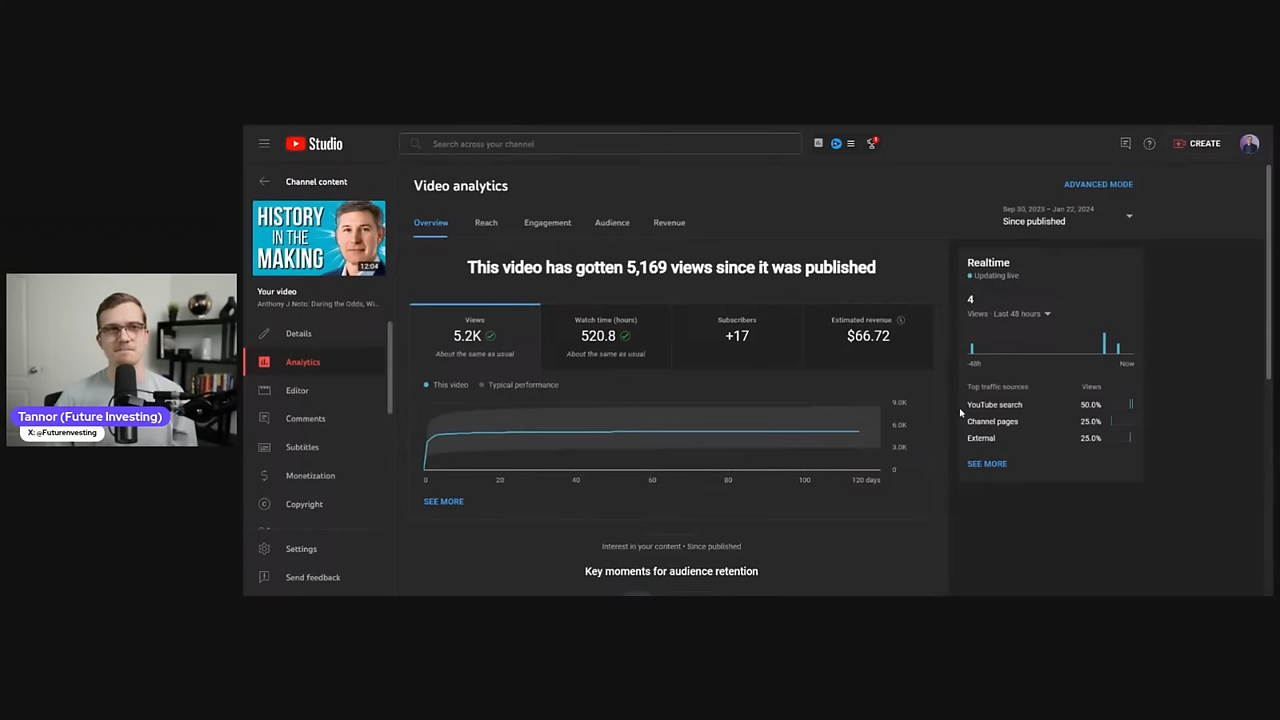 Studio
Search across your channel
CREATE
Channel content
HISTORY
IN THE
MAKING
12:04
Your video
Anthony J Noto: Daring the Odds, Wi...
Details
Analytics
Editor
Comments
Subtitles
Monetization
Copyright
Settings
Send feedback
Video analytics
ADVANCED MODE
Overview
Reach
Engagement
Audience
Revenue
Sep 30, 2023 – Jan 22, 2024
Since published
This video has gotten 5,169 views since it was published
Views
5.2K
About the same as usual
Watch time (hours)
520.8
About the same as usual
Subscribers
+17
Estimated revenue
$66.72
This video
Typical performance
9.0K
6.0K
3.0K
0
0 20 40 60 80 100 120 days
SEE MORE
Interest in your content • Since published
Key moments for audience retention
Realtime
Updating live
4
Views · Last 48 hours
-48h
Now
Top traffic sources Views
YouTube search 50.0%
Channel pages 25.0%
External 25.0%
SEE MORE
Tannor (Future Investing)
X: @Futurenvesting